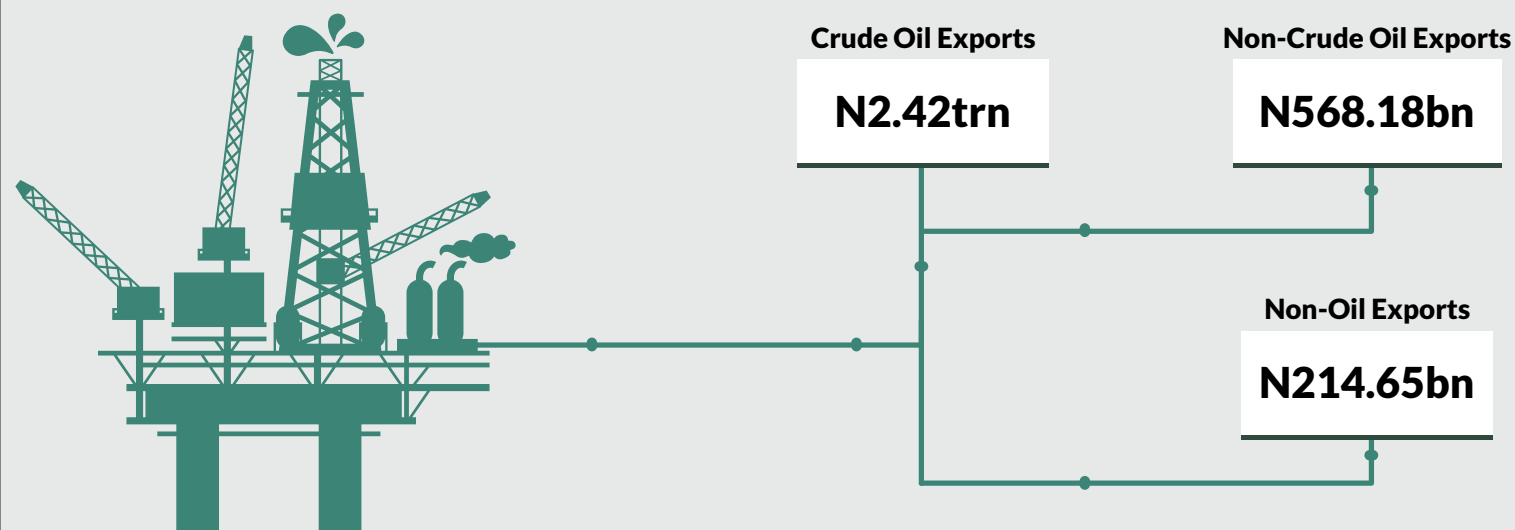 Crude Oil Exports
N2.42trn
Non-Crude Oil Exports
N568.18bn
Non-Oil Exports
N214.65bn